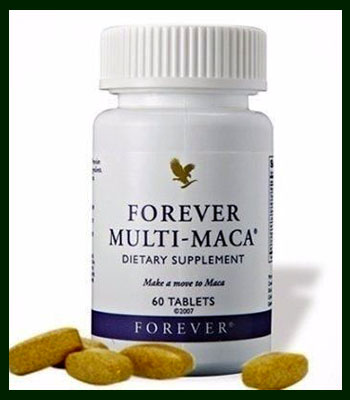 FOREVER
MULTI-MACA®
DIETARY SUPPLEMENT
Make a move to Maca
60 TABLETS
©2007
FOREVER®